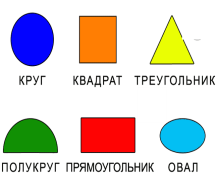 КРУГ КВАДРАТ ТРЕУГОЛЬНИК
ПОЛУКРУГ ПРЯМОУГОЛЬНИК ОВАЛ